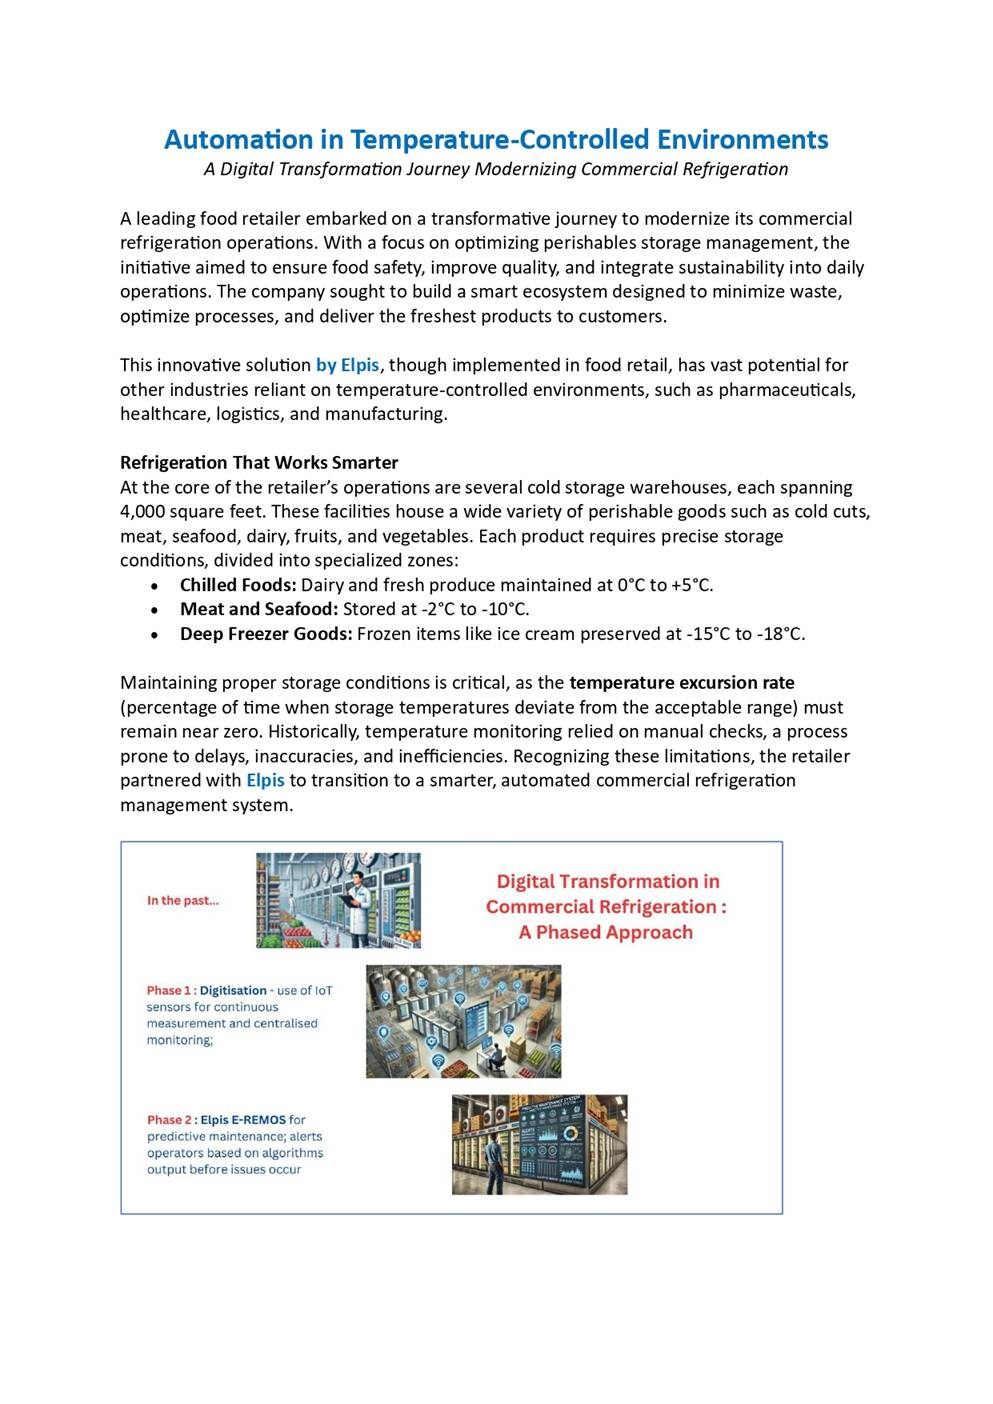 Automation in Temperature-Controlled Environments
A Digital Transformation Journey Modernizing Commercial Refrigeration
A leading food retailer embarked on a transformative journey to modernize its commercial
refrigeration operations. With a focus on optimizing perishables storage management, the
initiative aimed to ensure food safety, improve quality, and integrate sustainability into daily
operations. The company sought to build a smart ecosystem designed to minimize waste,
optimize processes, and deliver the freshest products to customers.
This innovative solution by Elpis, though implemented in food retail, has vast potential for
other industries reliant on temperature-controlled environments, such as pharmaceuticals,
healthcare, logistics, and manufacturing.
Refrigeration That Works Smarter
At the core of the retailer’s operations are several cold storage warehouses, each spanning
4,000 square feet. These facilities house a wide variety of perishable goods such as cold cuts,
meat, seafood, dairy, fruits, and vegetables. Each product requires precise storage
conditions, divided into specialized zones:
• Chilled Foods: Dairy and fresh produce maintained at 0°C to +5°C.
• Meat and Seafood: Stored at -2°C to -10°C.
• Deep Freezer Goods: Frozen items like ice cream preserved at -15°C to -18°C.
Maintaining proper storage conditions is critical, as the temperature excursion rate
(percentage of time when storage temperatures deviate from the acceptable range) must
remain near zero. Historically, temperature monitoring relied on manual checks, a process
prone to delays, inaccuracies, and inefficiencies. Recognizing these limitations, the retailer
partnered with Elpis to transition to a smarter, automated commercial refrigeration
management system.
In the past...
Digital Transformation in
Commercial Refrigeration :
A Phased Approach
Phase 1 : Digitisation - use of IoT
sensors for continuous
measurement and centralised
monitoring;
Phase 2 : Elpis E-REMOS for
predictive maintenance; alerts
operators based on algorithms
output before issues occur